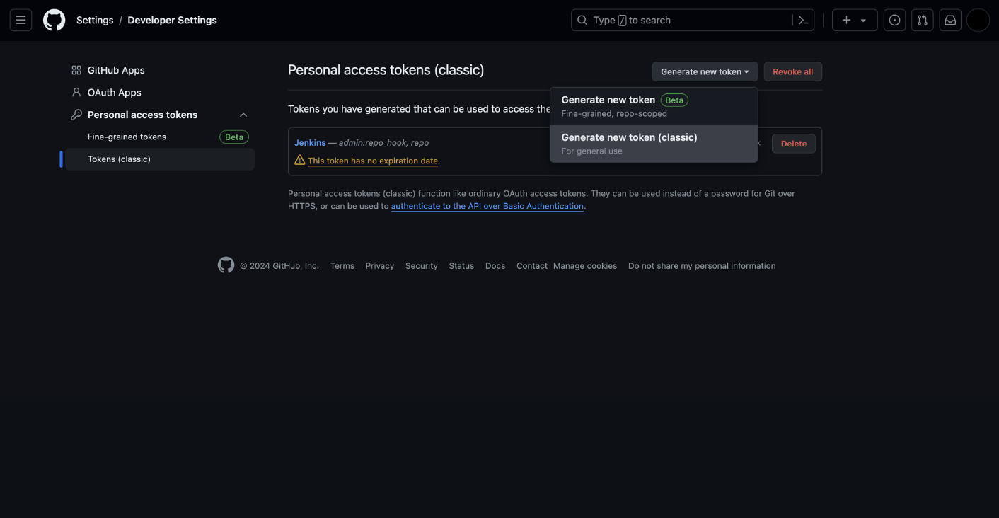 Settings / Developer Settings
Type / to search
GitHub Apps
OAuth Apps
Personal access tokens
Fine-grained tokens Beta
Tokens (classic)
Personal access tokens (classic)
Generate new token
Revoke all
Generate new token Beta
Fine-grained, repo-scoped
Generate new token (classic)
For general use
Tokens you have generated that can be used to access the
Jenkins — admin:repo_hook, repo
Delete
This token has no expiration date.
Personal access tokens (classic) function like ordinary OAuth access tokens. They can be used instead of a password for Git over
HTTPS, or can be used to authenticate to the API over Basic Authentication.
© 2024 GitHub, Inc. Terms Privacy Security Status Docs Contact Manage cookies Do not share my personal information